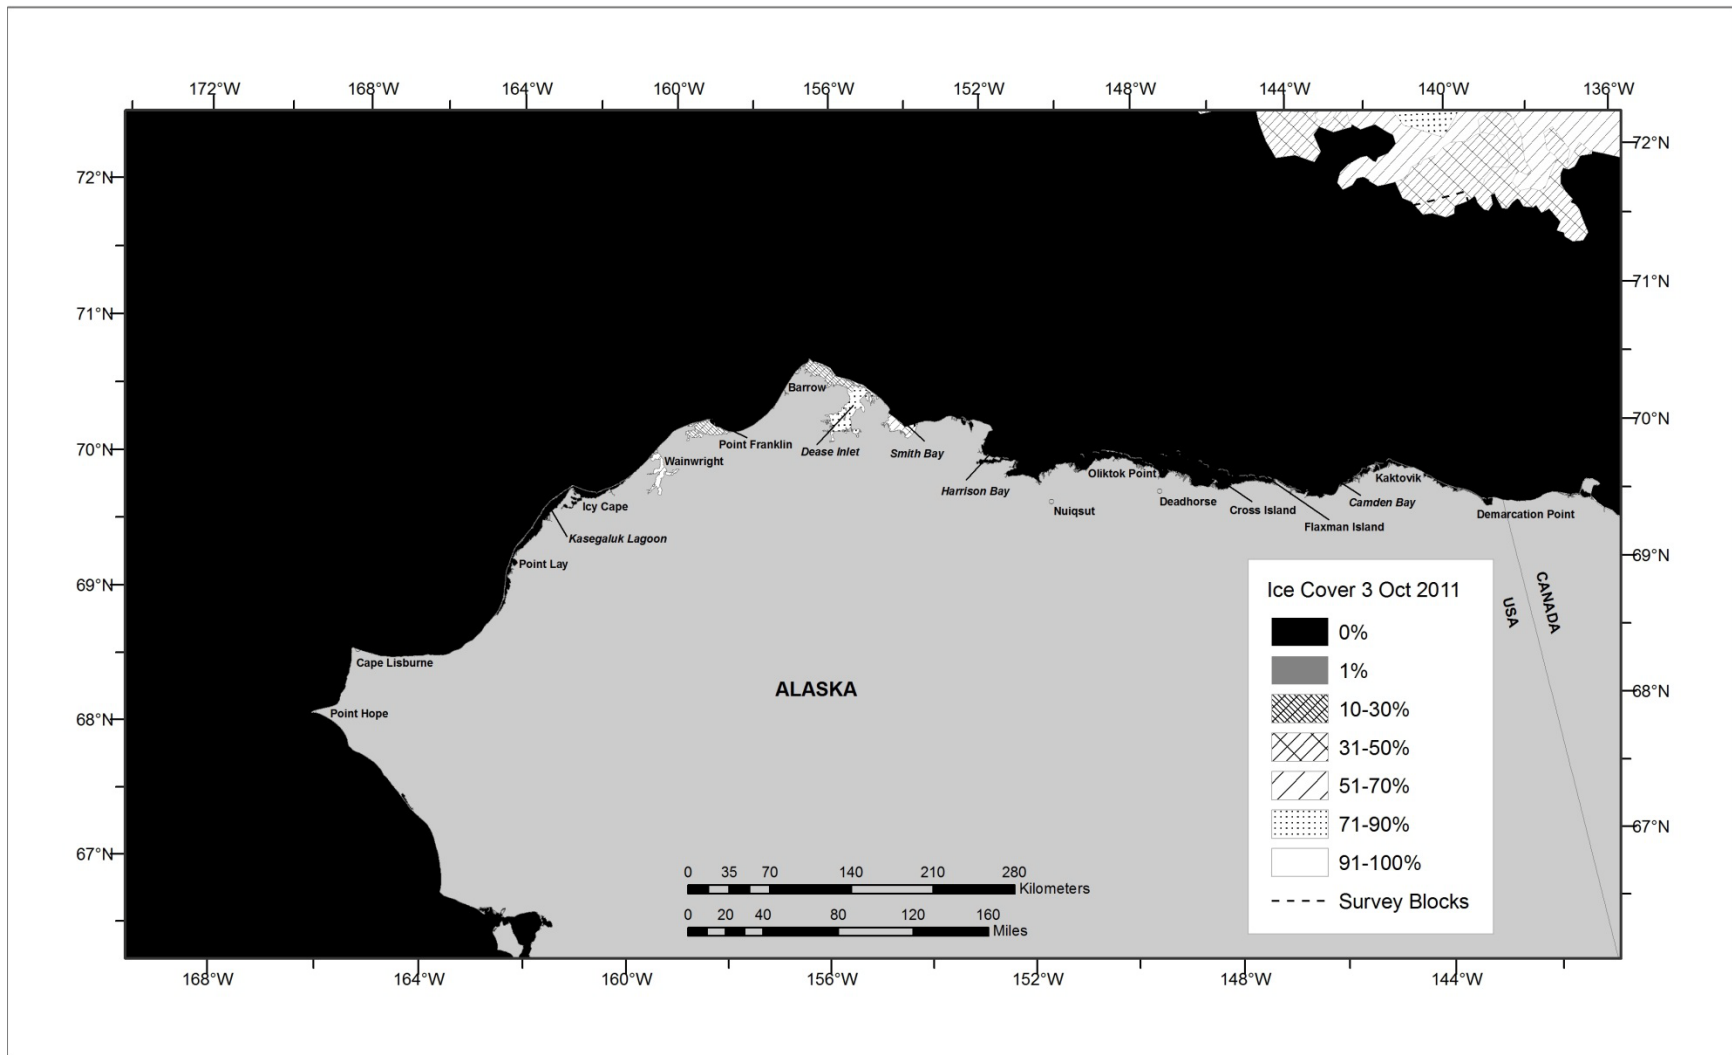 172°W 168°W 164°W 160°W 156°W 152°W 148°W 144°W 140°W 136°W
72°N
72°N
71°N
71°N
70°N
70°N
69°N
69°N
68°N
68°N
67°N
67°N
Barrow
Point Franklin
Dease Inlet
Smith Bay
Wainwright
Harrison Bay
Oliktok Point
Kaktovik
Icy Cape
Nuiqsut
Deadhorse
Cross Island
Camden Bay
Flaxman Island
Demarcation Point
Kasegaluk Lagoon
Point Lay
USA
CANADA
Cape Lisburne
Point Hope
ALASKA
Ice Cover 3 Oct 2011
0%
1%
10-30%
31-50%
51-70%
71-90%
91-100%
Survey Blocks
0 35 70 140 210 280
Kilometers
0 20 40 80 120 160
Miles
168°W 164°W 160°W 156°W 152°W 148°W 144°W